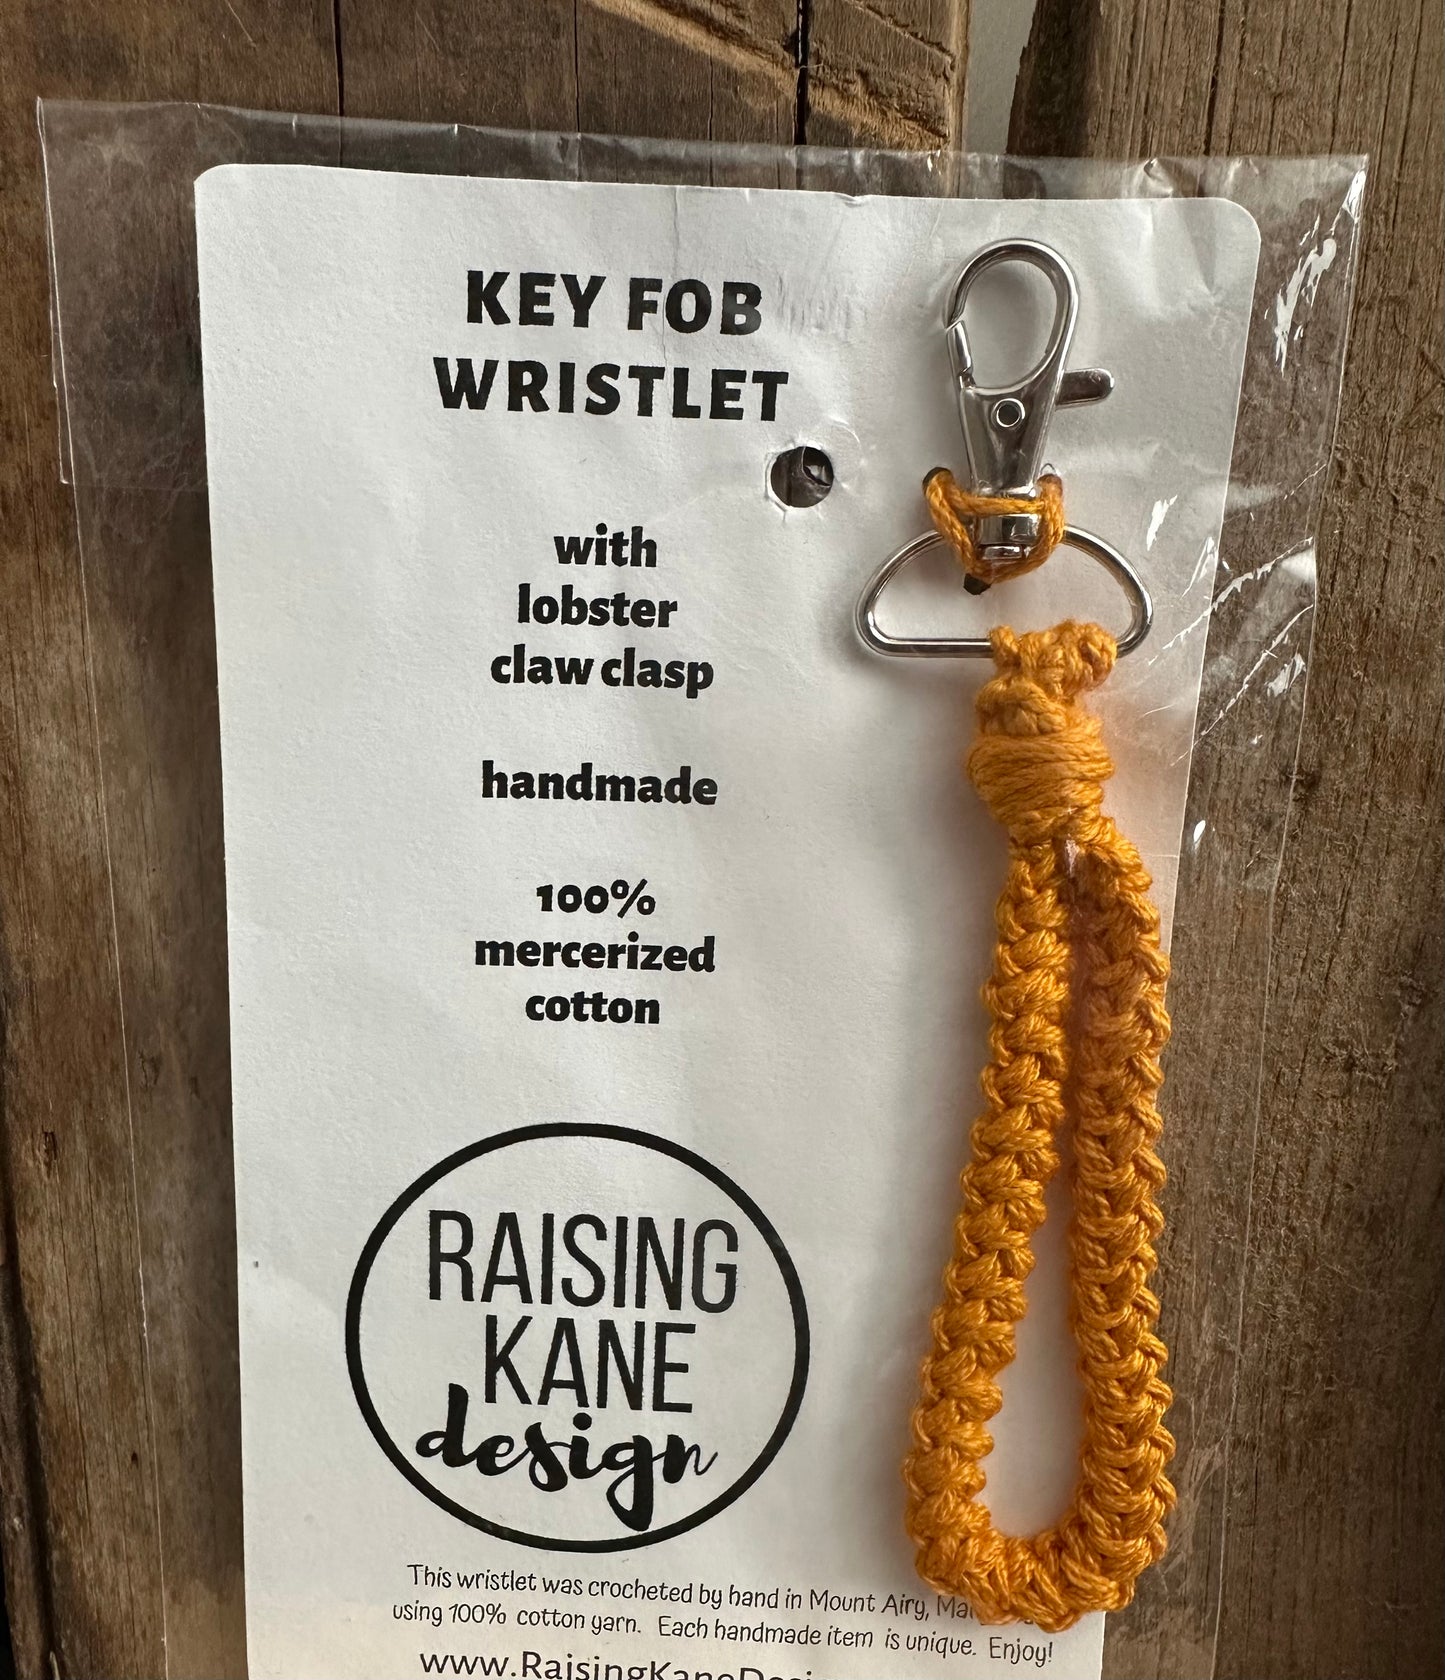 KEY FOB
WRISTLET
with
lobster
claw clasp
handmade
100%
mercerized
cotton
RAISING
KANE
design
This wristlet was crocheted by hand in Mount Airy,
using 100% cotton yarn. Each handmade item is unique. Enjoy!